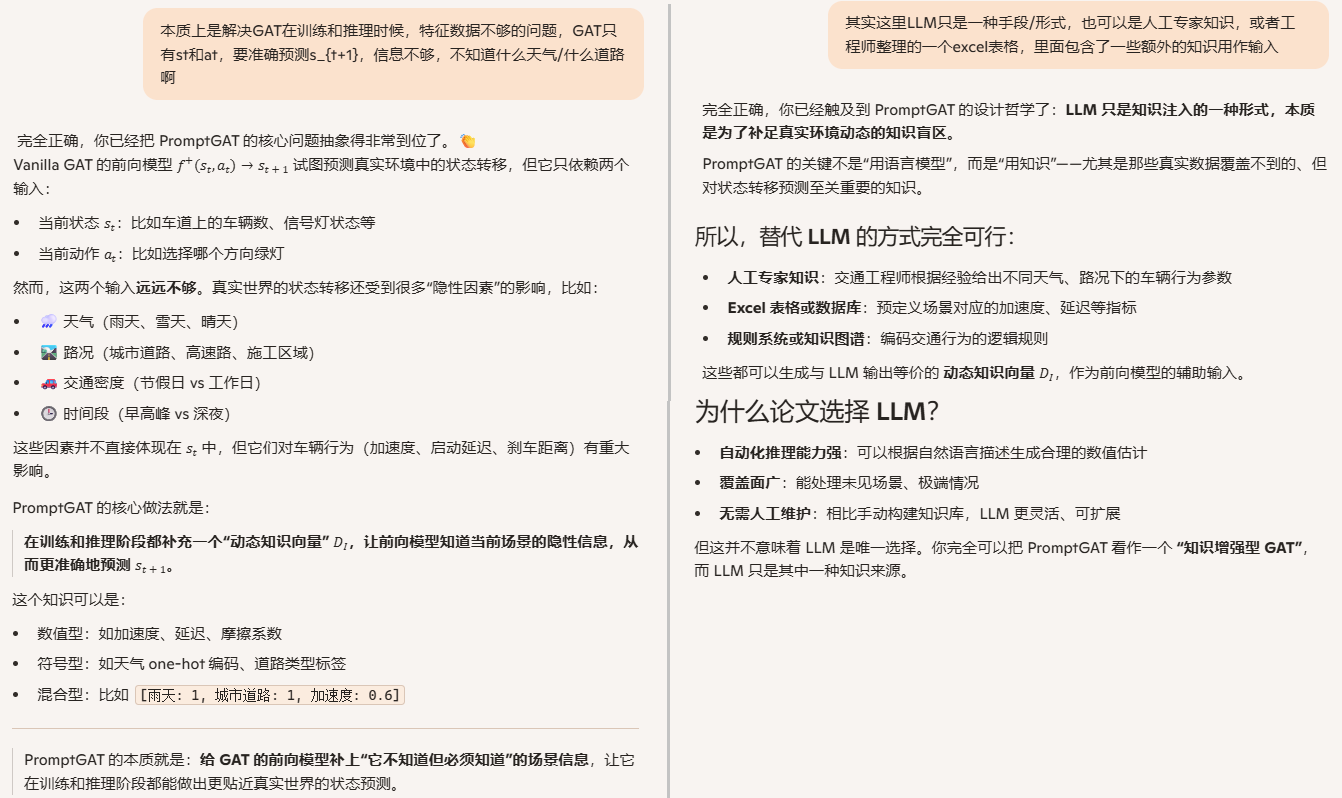 本质上是解决GAT在训练和推理时候，特征数据不够的问题，GAT只
有st和at，要准确预测s_{t+1}，信息不够，不知道什么天气/什么道路
啊
完全正确，你已经把 PromptGAT 的核心问题抽象得非常到位了。👏
Vanilla GAT 的前向模型 f⁺(sₜ, aₜ) → sₜ₊₁ 试图预测真实环境中的状态转移，但它只依赖两个
输入：
• 当前状态 sₜ：比如车道上的车辆数、信号灯状态等
• 当前动作 aₜ：比如选择哪个方向绿灯
然而，这两个输入远远不够。真实世界的状态转移还受到很多“隐性因素”的影响，比如：
• 🌧️ 天气（雨天、雪天、晴天）
• 🛣️ 路况（城市道路、高速路、施工区域）
• 🚗 交通密度（节假日 vs 工作日）
• 🕒 时间段（早高峰 vs 深夜）
这些因素并不直接体现在 sₜ 中，但它们对车辆行为（加速度、启动延迟、刹车距离）有重大
影响。
PromptGAT 的核心做法就是：
在训练和推理阶段都补充一个“动态知识向量” D_I，让前向模型知道当前场景的隐性信息，从
而更准确地预测 sₜ₊₁。
这个知识可以是：
• 数值型：如加速度、延迟、摩擦系数
• 符号型：如天气 one-hot 编码、道路类型标签
• 混合型：比如 [雨天: 1, 城市道路: 1, 加速度: 0.6]
PromptGAT 的本质就是：给 GAT 的前向模型补上“它不知道但必须知道”的场景信息，让它
在训练和推理阶段都能做出更贴近真实世界的状态预测。
其实这里LLM只是一种手段/形式，也可以是人工专家知识，或者工
程师整理的一个excel表格，里面包含了一些额外的知识用作输入
完全正确，你已经触及到 PromptGAT 的设计哲学了：LLM 只是知识注入的一种形式，本质
是为了补足真实环境动态的知识盲区。
PromptGAT 的关键不是“用语言模型”，而是“用知识”——尤其是那些真实数据覆盖不到的、但
对状态转移预测至关重要的知识。
所以，替代 LLM 的方式完全可行：
• 人工专家知识：交通工程师根据经验给出不同天气、路况下的车辆行为参数
• Excel 表格或数据库：预定义场景对应的加速度、延迟等指标
• 规则系统或知识图谱：编码交通行为的逻辑规则
这些都可以生成与 LLM 输出等价的 动态知识向量 D_I，作为前向模型的辅助输入。
为什么论文选择 LLM？
• 自动化推理能力强：可以根据自然语言描述生成合理的数值估计
• 覆盖面广：能处理未见场景、极端情况
• 无需人工维护：相比手动构建知识库，LLM 更灵活、可扩展
但这并不意味着 LLM 是唯一选择。你完全可以把 PromptGAT 看作一个 “知识增强型 GAT”，
而 LLM 只是其中一种知识来源。